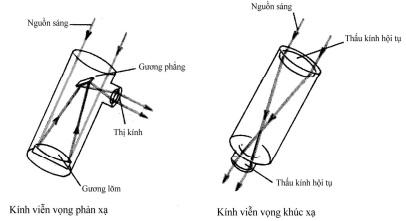 Nguồn sáng
Gương phẳng
Thị kính
Gương lõm
Kính viễn vọng phản xạ
Nguồn sáng
Thấu kính hội tụ
Thấu kính hội tụ
Kính viễn vọng khúc xạ